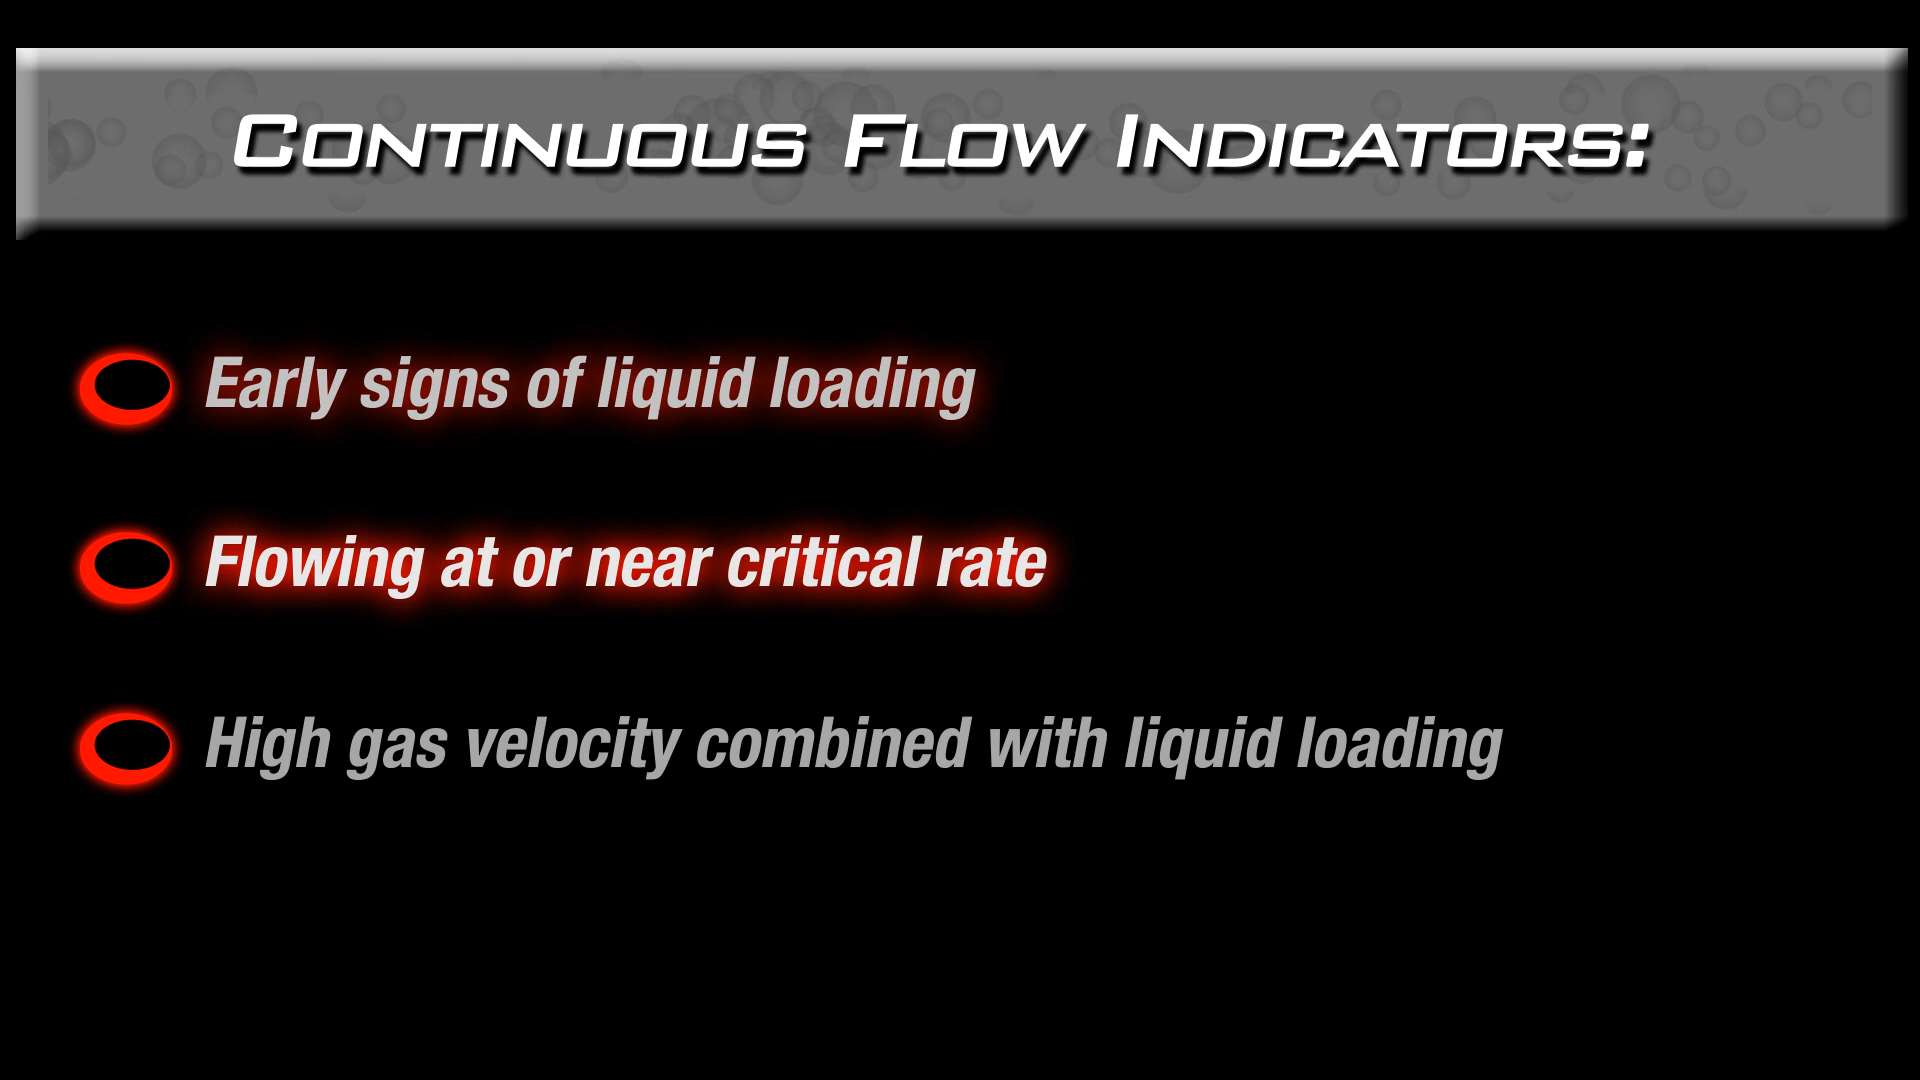 Continuous Flow Indicators:
Early signs of liquid loading
Flowing at or near critical rate
High gas velocity combined with liquid loading